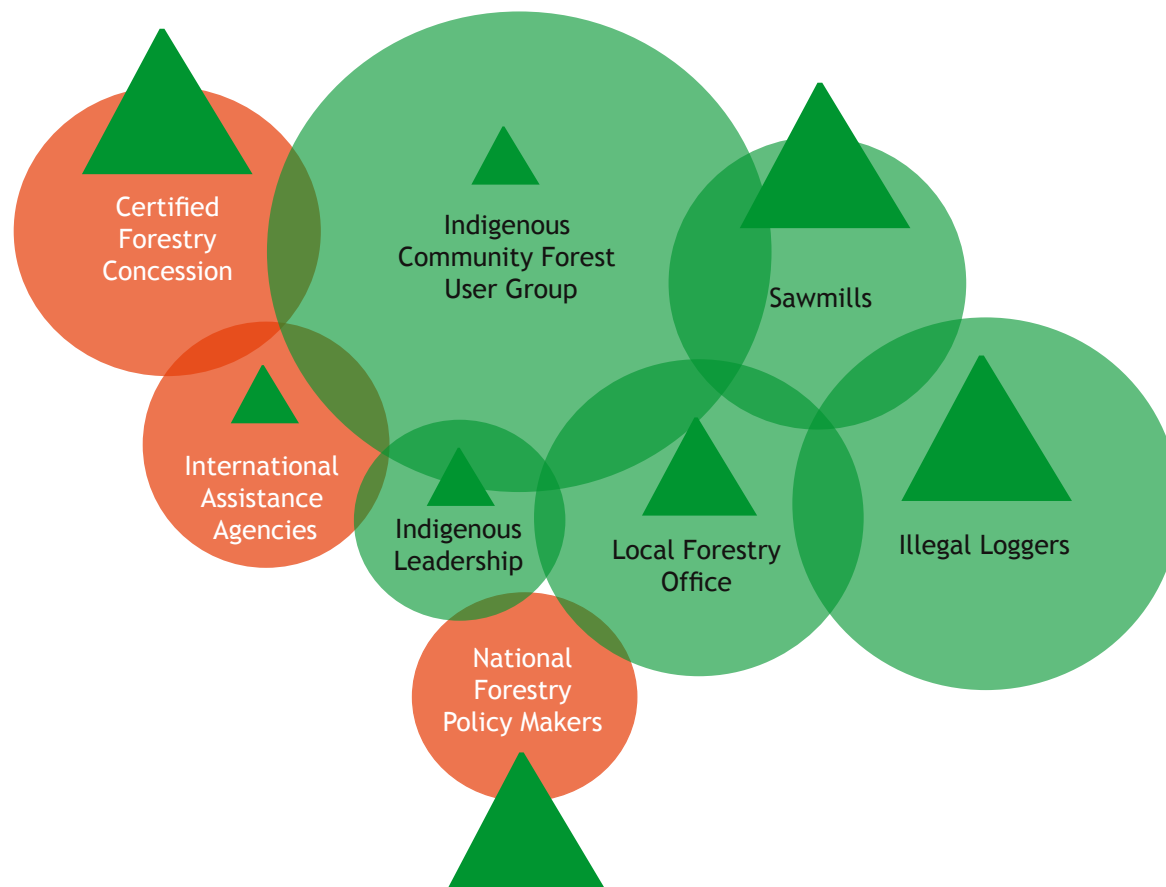 Certified
Forestry
Concession
Indigenous
Community Forest
User Group
Sawmills
International
Assistance
Agencies
Indigenous
Leadership
Local Forestry
Office
Illegal Loggers
National
Forestry
Policy Makers